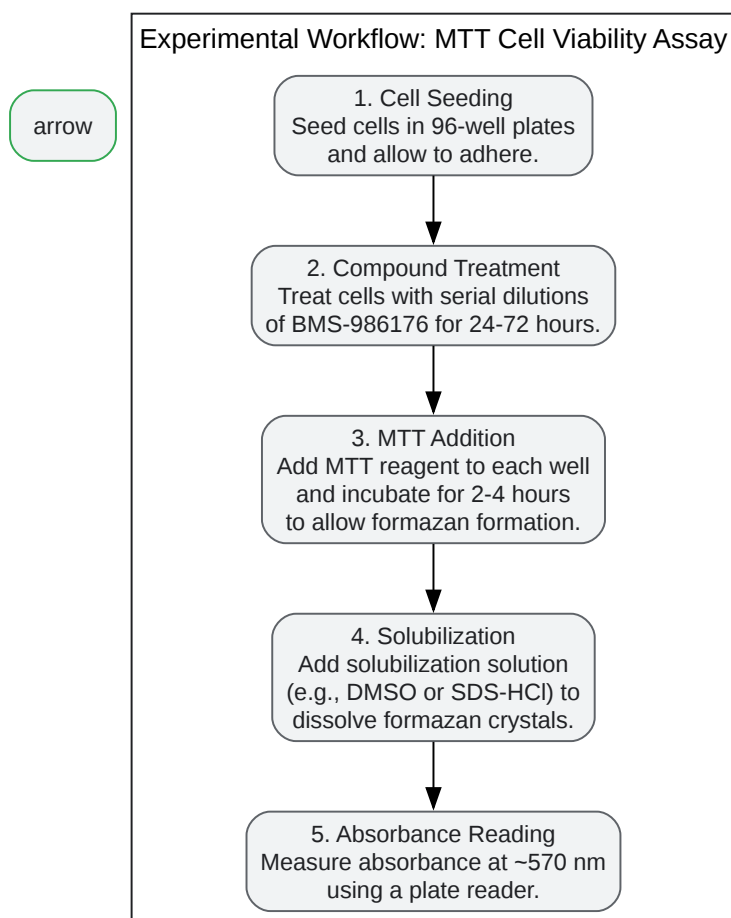 Experimental Workflow: MTT Cell Viability Assay
arrow
1. Cell Seeding
Seed cells in 96-well plates
and allow to adhere.
2. Compound Treatment
Treat cells with serial dilutions
of BMS-986176 for 24-72 hours.
3. MTT Addition
Add MTT reagent to each well
and incubate for 2-4 hours
to allow formazan formation.
4. Solubilization
Add solubilization solution
(e.g., DMSO or SDS-HCl) to
dissolve formazan crystals.
5. Absorbance Reading
Measure absorbance at ~570 nm
using a plate reader.